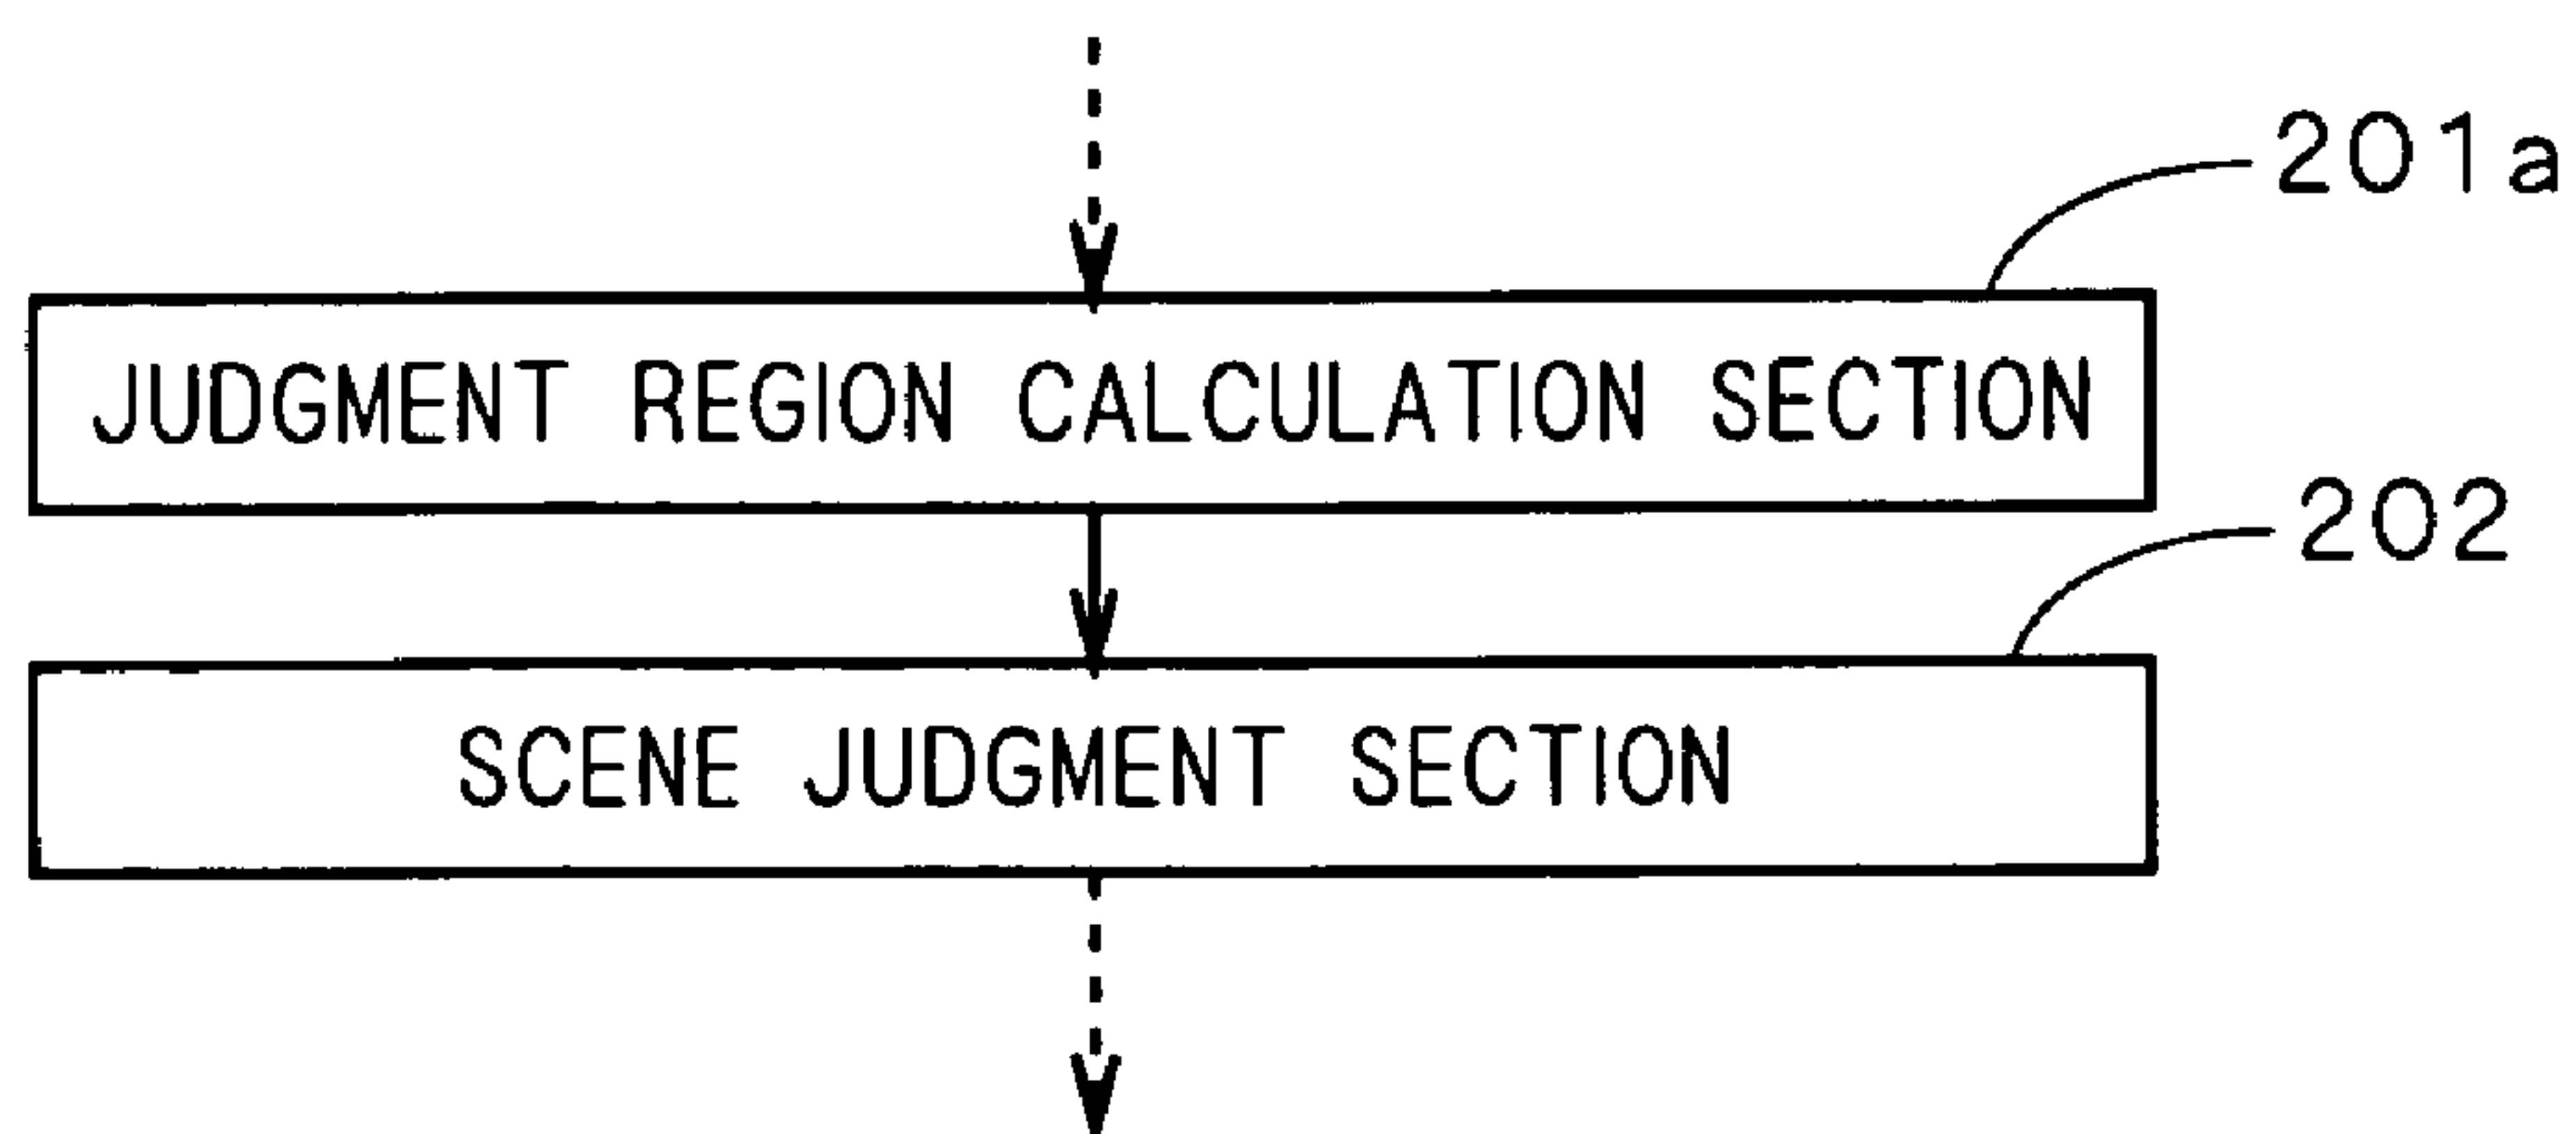 201a
JUDGMENT REGION CALCULATION SECTION
202
SCENE JUDGMENT SECTION